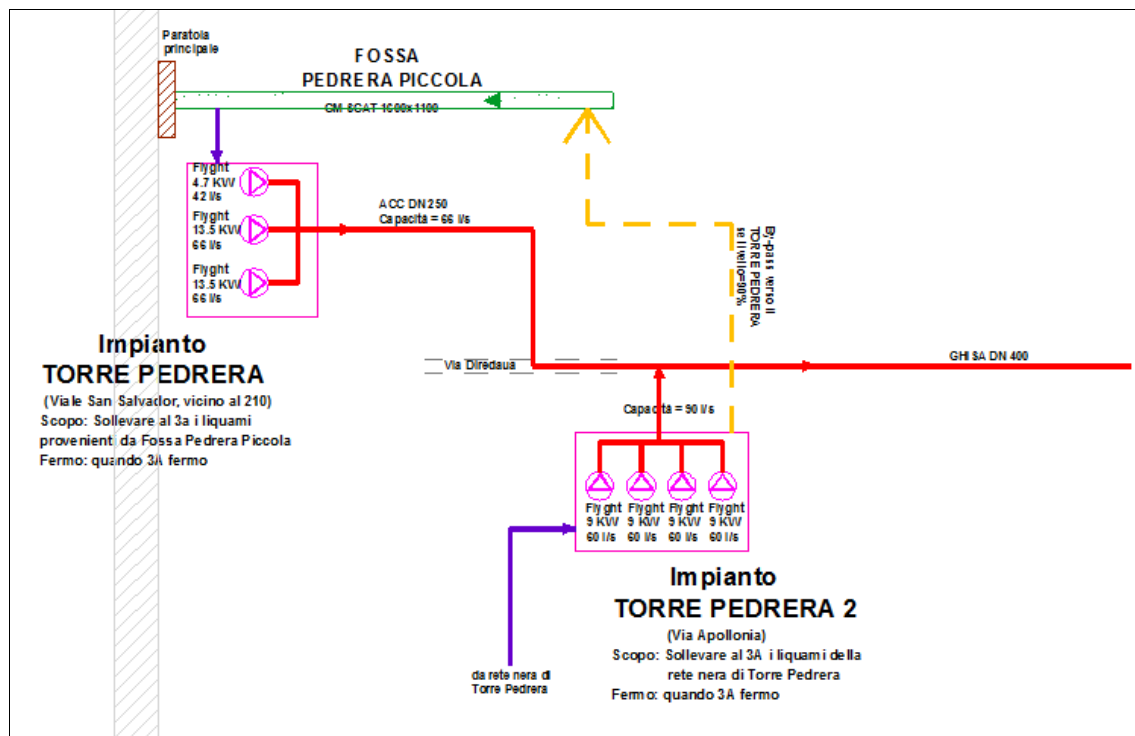 Paratoia
principale
FOSSA
PEDRERA PICCOLA
CM SCAT 1600x1100
Flyght
4.7 KW
42 l/s
Flyght
13.5 KW
66 l/s
Flyght
13.5 KW
66 l/s
ACC DN 250
Capacità = 66 l/s
By-pass verso il
TORRE PEDRERA
se livello=90%
Impianto
TORRE PEDRERA
(Viale San Salvador, vicino al 210)
Scopo: Sollevare al 3a i liquami
provenienti da Fossa Pedrera Piccola
Fermo: quando 3A fermo
Via Diredaua
GHISA DN 400
Capacità = 90 l/s
Flyght
9 KW
60 l/s
Flyght
9 KW
60 l/s
Flyght
9 KW
60 l/s
Flyght
9 KW
60 l/s
da rete nera di
Torre Pedrera
Impianto
TORRE PEDRERA 2
(Via Apollonia)
Scopo: Sollevare al 3A i liquami della
rete nera di Torre Pedrera
Fermo: quando 3A fermo